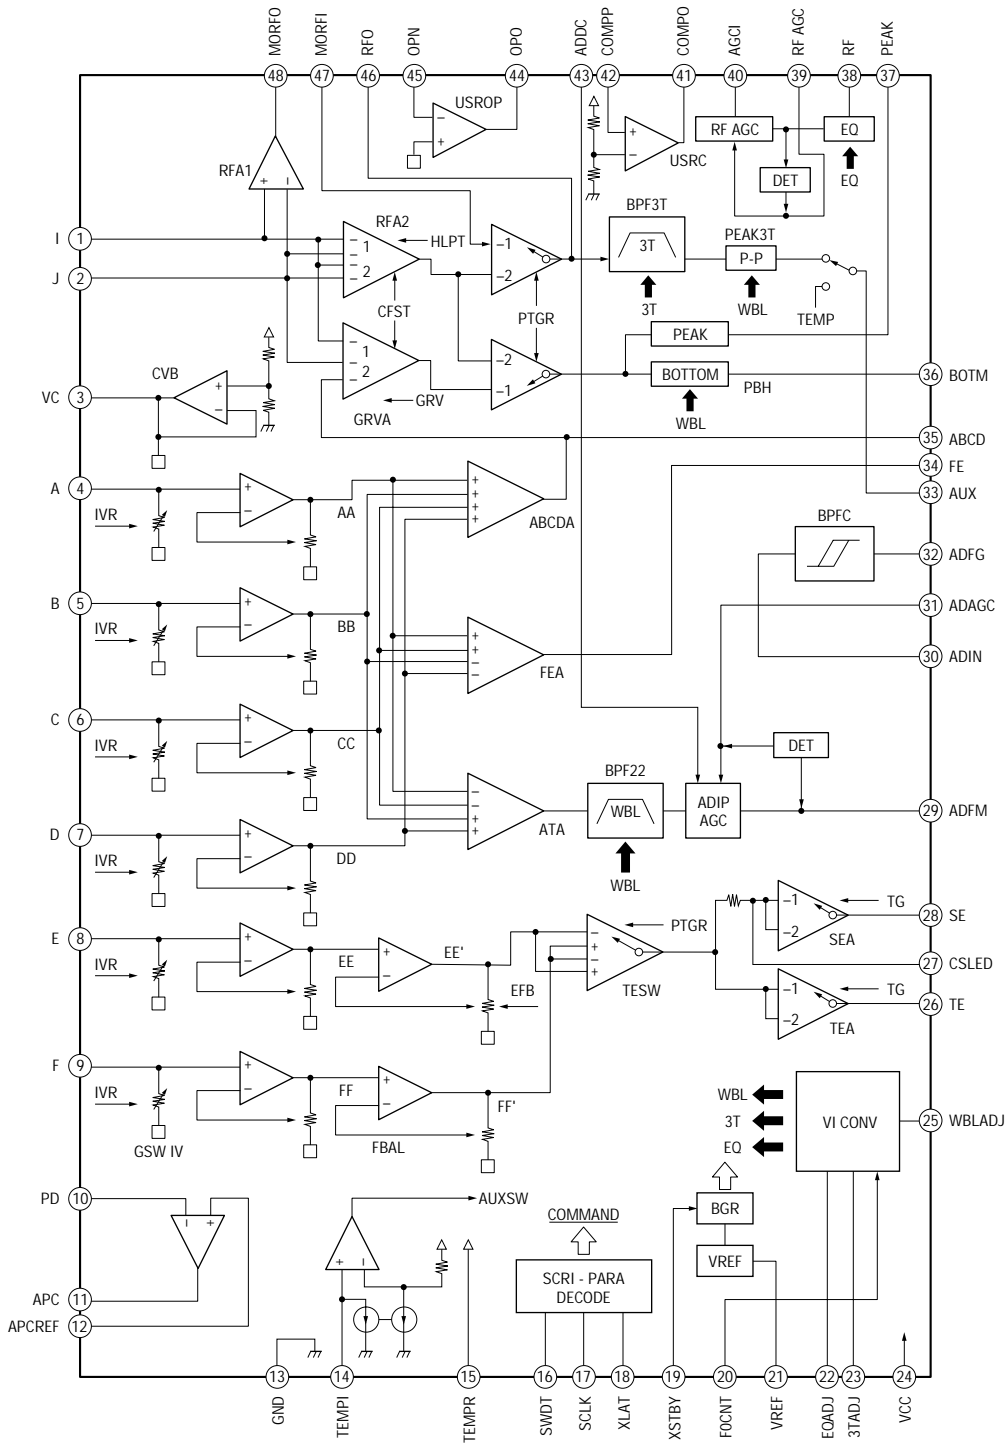 MORFO
MORFI
RFO
OPN
OPO
ADDC
COMPP
COMPO
AGCI
RF AGC
RF
PEAK
48
47
46
45
44
43
42
41
40
39
38
37
USROP
−
+
+
−
USRC
RF AGC
EQ
DET
EQ
RFA1
+ −
I 1
J 2
RFA2
−1
−
−
−2
HLPT
CFST
−1
−2
PTGR
BPF3T
3T
3T
PEAK3T
P-P
WBL
TEMP
PEAK
BOTTOM
PBH
WBL
36 BOTM
−
− 1
− 2
GRV
GRVA
−2
−1
CVB
+
−
VC 3
35 ABCD
34 FE
33 AUX
A 4
IVR
+
−
AA
+
+
+
+
ABCDA
BPFC
32 ADFG
31 ADAGC
30 ADIN
B 5
IVR
+
−
BB
+
+
−
−
FEA
C 6
IVR
+
−
CC
DET
D 7
IVR
+
−
DD
−
−
+
+
ATA
BPF22
WBL
WBL
ADIP
AGC
29 ADFM
E 8
IVR
+
−
EE
+
−
EE'
EFB
−
+
−
+
PTGR
TESW
−1
−2
TG
SEA
28 SE
27 CSLED
−1
−2
TG
TEA
26 TE
F 9
IVR
GSW IV
+
−
FF
+
−
FBAL
FF'
WBL
3T
EQ
VI CONV
25 WBLADJ
PD 10
− +
APC 11
APCREF 12
AUXSW
+ −
COMMAND
SCRI - PARA
DECODE
BGR
VREF
13
14
15
16
17
18
19
20
21
22
23
24
GND
TEMPI
TEMPR
SWDT
SCLK
XLAT
XSTBY
F0CNT
VREF
EQADJ
3TADJ
VCC